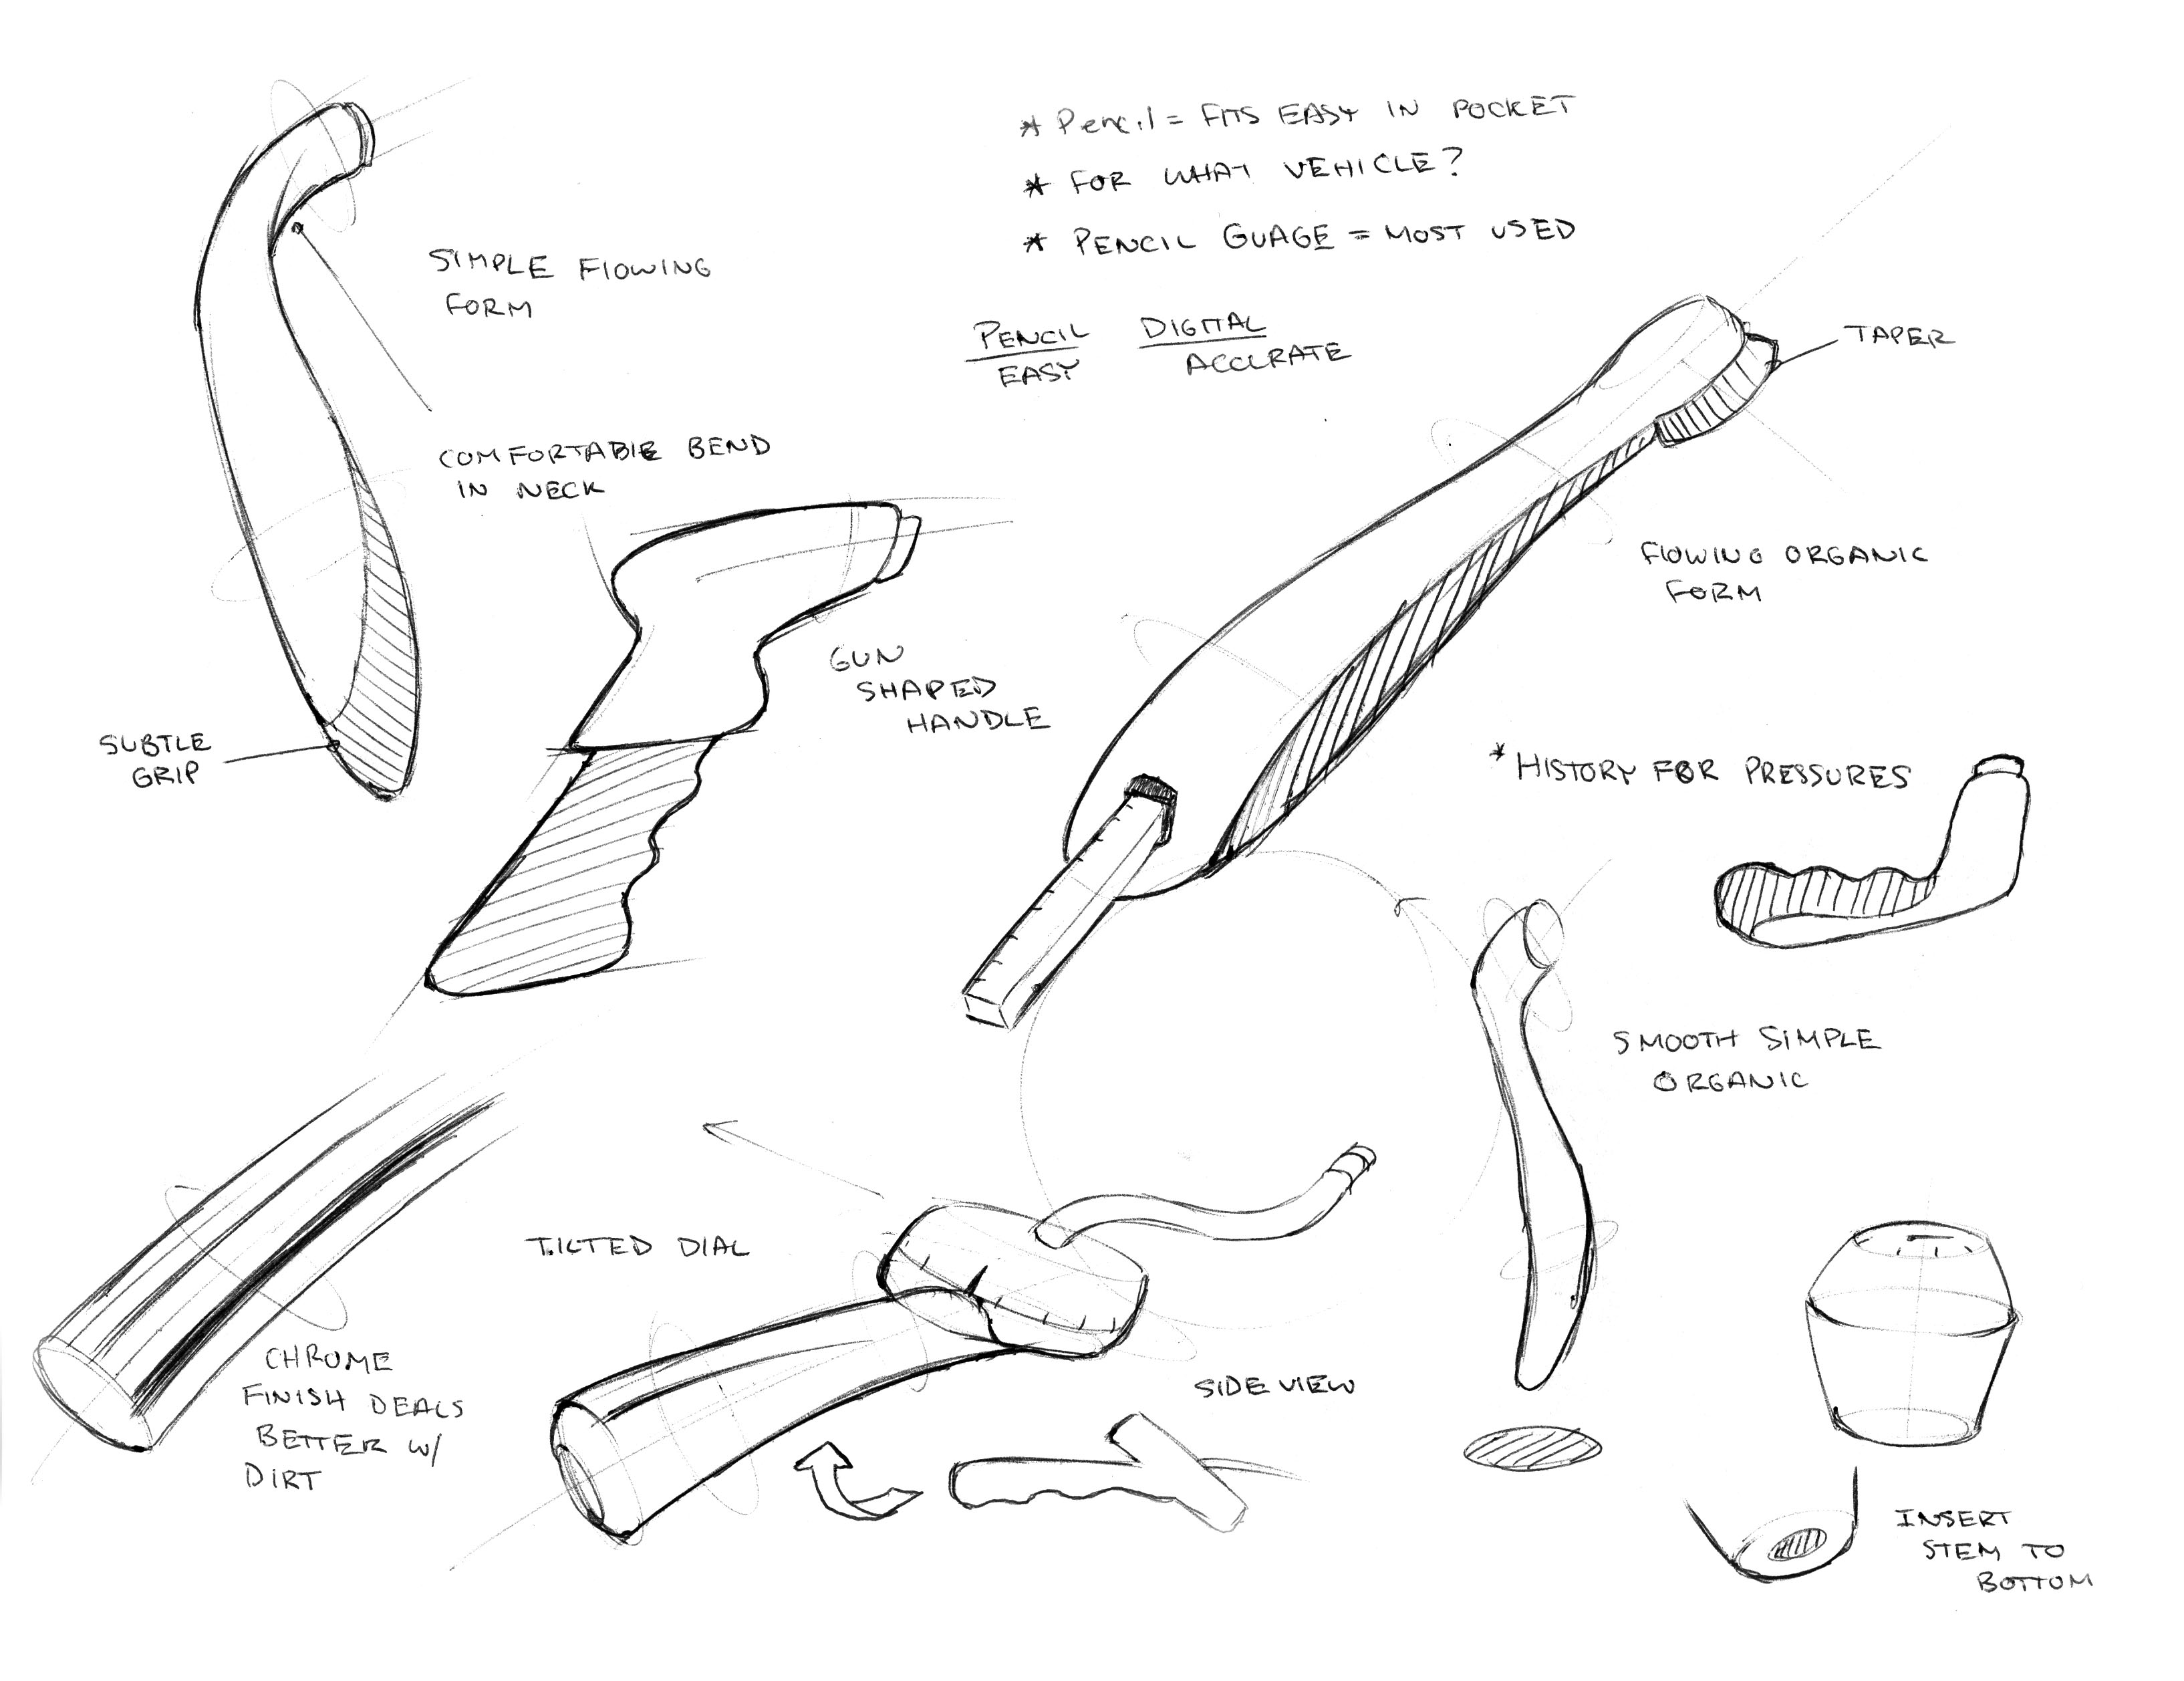 * Pencil = FITS EASY IN POCKET
* FOR WHAT VEHICLE?
* PENCIL GUAGE = MOST USED
SIMPLE FlOWING
FORM
PENCIL DIGITAL
EASY ACCURATE
TAPER
COMFORTABlE BEND
IN NECK
FlOWING ORGANIC
FORM
GUN
SHAPED
HANDLE
SUBTLE
GRIP
* HISTORY FOR PRESSURES
SMOOTH SIMPLE
ORGANIC
TILTED DIAL
CHROME
FINISH DEALS
BETTER W/
DIRT
SIDE VIEW
INSERT
STEM TO
BOTTOM